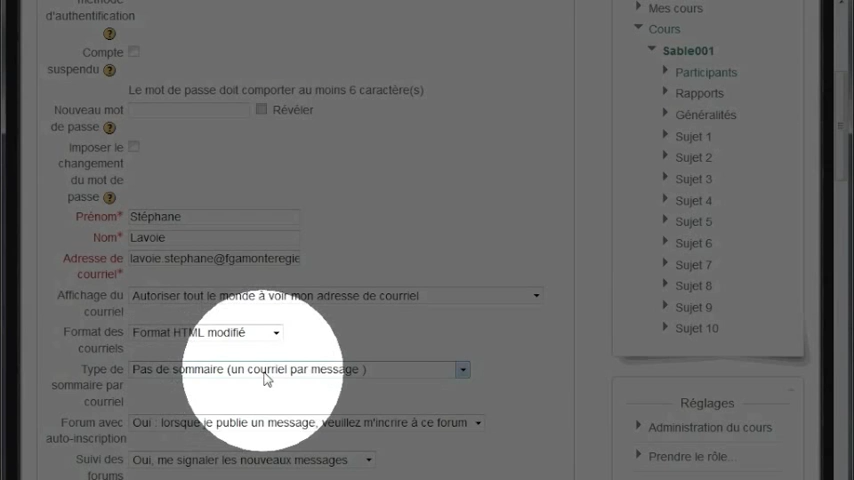 méthode
d'authentification
Compte
suspendu
Le mot de passe doit comporter au moins 6 caractère(s)
Nouveau mot
de passe
Révéler
Imposer le
changement
du mot de
passe
Prénom* Stéphane
Nom* Lavoie
Adresse de
courriel*
lavoie.stephane@fgamonteregie
Affichage du
courriel
Autoriser tout le monde à voir mon adresse de courriel
Format des
courriels
Format HTML modifié
Type de
sommaire par
courriel
Pas de sommaire (un courriel par message )
Forum avec
auto-inscription
Oui : lorsque je publie un message, veuillez m'incrire à ce forum
Suivi des
forums
Oui, me signaler les nouveaux messages
Mes cours
Cours
Sable001
Participants
Rapports
Généralités
Sujet 1
Sujet 2
Sujet 3
Sujet 4
Sujet 5
Sujet 6
Sujet 7
Sujet 8
Sujet 9
Sujet 10
Réglages
Administration du cours
Prendre le rôle...